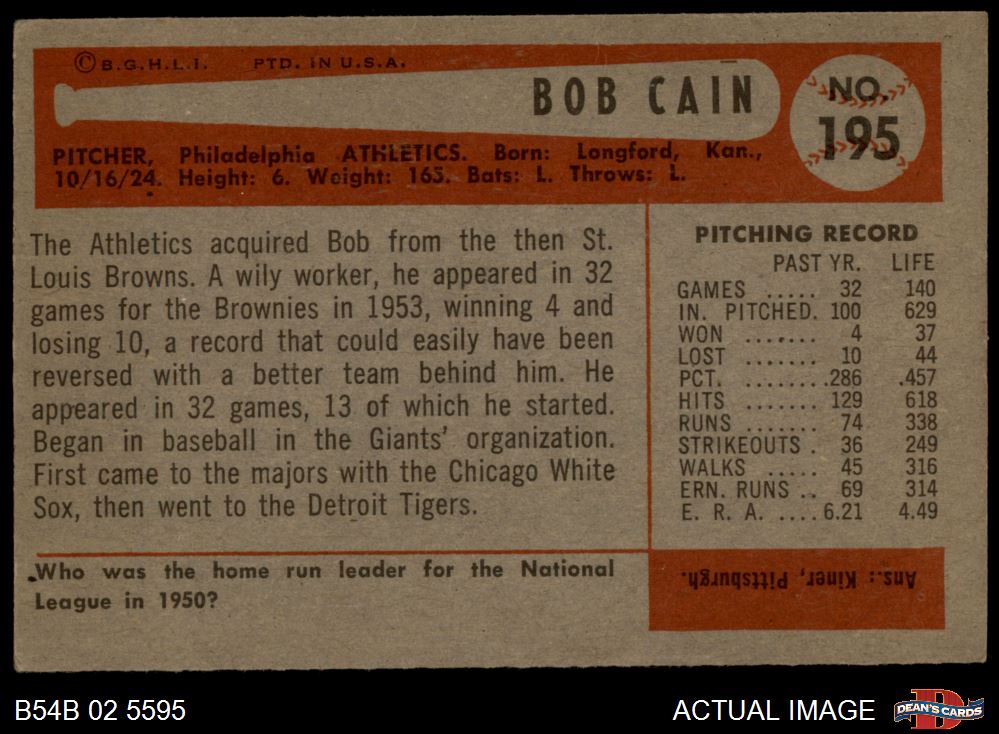 © B.G.H.L.I. PTD. IN U.S.A.
BOB CAIN
NO.
195
PITCHER, Philadelphia ATHLETICS. Born: Longford, Kan.,
10/16/24. Height: 6. Weight: 165. Bats: L. Throws: L.
The Athletics acquired Bob from the then St.
Louis Browns. A wily worker, he appeared in 32
games for the Brownies in 1953, winning 4 and
losing 10, a record that could easily have been
reversed with a better team behind him. He
appeared in 32 games, 13 of which he started.
Began in baseball in the Giants' organization.
First came to the majors with the Chicago White
Sox, then went to the Detroit Tigers.
PITCHING RECORD
PAST YR. LIFE
GAMES ..... 32 140
IN. PITCHED. 100 629
WON ....... 4 37
LOST ....... 10 44
PCT. ........ .286 .457
HITS ....... 129 618
RUNS ....... 74 338
STRIKEOUTS . 36 249
WALKS ..... 45 316
ERN. RUNS .. 69 314
E. R. A. .... 6.21 4.49
Who was the home run leader for the National
League in 1950?
Ans.: Kiner, Pittsburgh.
B54B 02 5595
ACTUAL IMAGE
DEAN'S CARDS